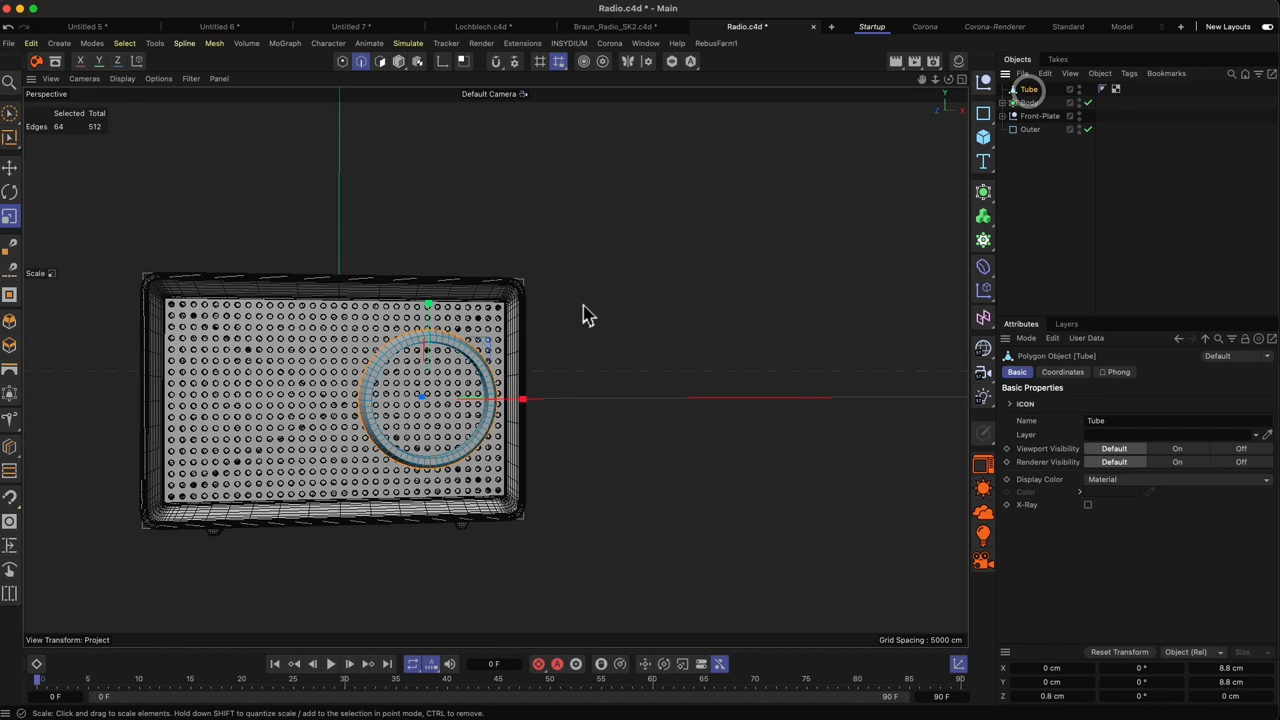 Radio.c4d * - Main
Untitled 5 * Untitled 6 * Untitled 7 * Lochblech.c4d * Braun_Radio_SK2.c4d * Radio.c4d * Startup Corona Corona-Renderer Standard Model New Layouts
File Edit Create Modes Select Tools Spline Mesh Volume MoGraph Character Animate Simulate Tracker Render Extensions INSYDIUM Corona Window Help RebusFarm1
X Y Z
Objects Takes
View Cameras Display Options Filter Panel
File Edit View Object Tags Bookmarks
Perspective
Default Camera
Tube
Body
Front-Plate
Outer
Selected Total
Edges 64 512
Y
Z X
Scale
Attributes Layers
Mode Edit User Data
Polygon Object [Tube] Default
Basic Coordinates Phong
Basic Properties
ICON
Name Tube
Layer
Viewport Visibility Default On Off
Renderer Visibility Default On Off
Display Color Material
Color
X-Ray
View Transform: Project
Grid Spacing : 5000 cm
Reset Transform Object (Rel)
X 0 cm 0 ° 8.8 cm
Y 0 cm 0 ° 8.8 cm
Z 0.8 cm 0 ° 0 cm
0 F
0 5 10 15 20 25 30 35 40 45 50 55 60 65 70 75 80 85 90
0 F 0 F 90 F 90 F
Scale: Click and drag to scale elements. Hold down SHIFT to quantize scale / add to the selection in point mode, CTRL to remove.